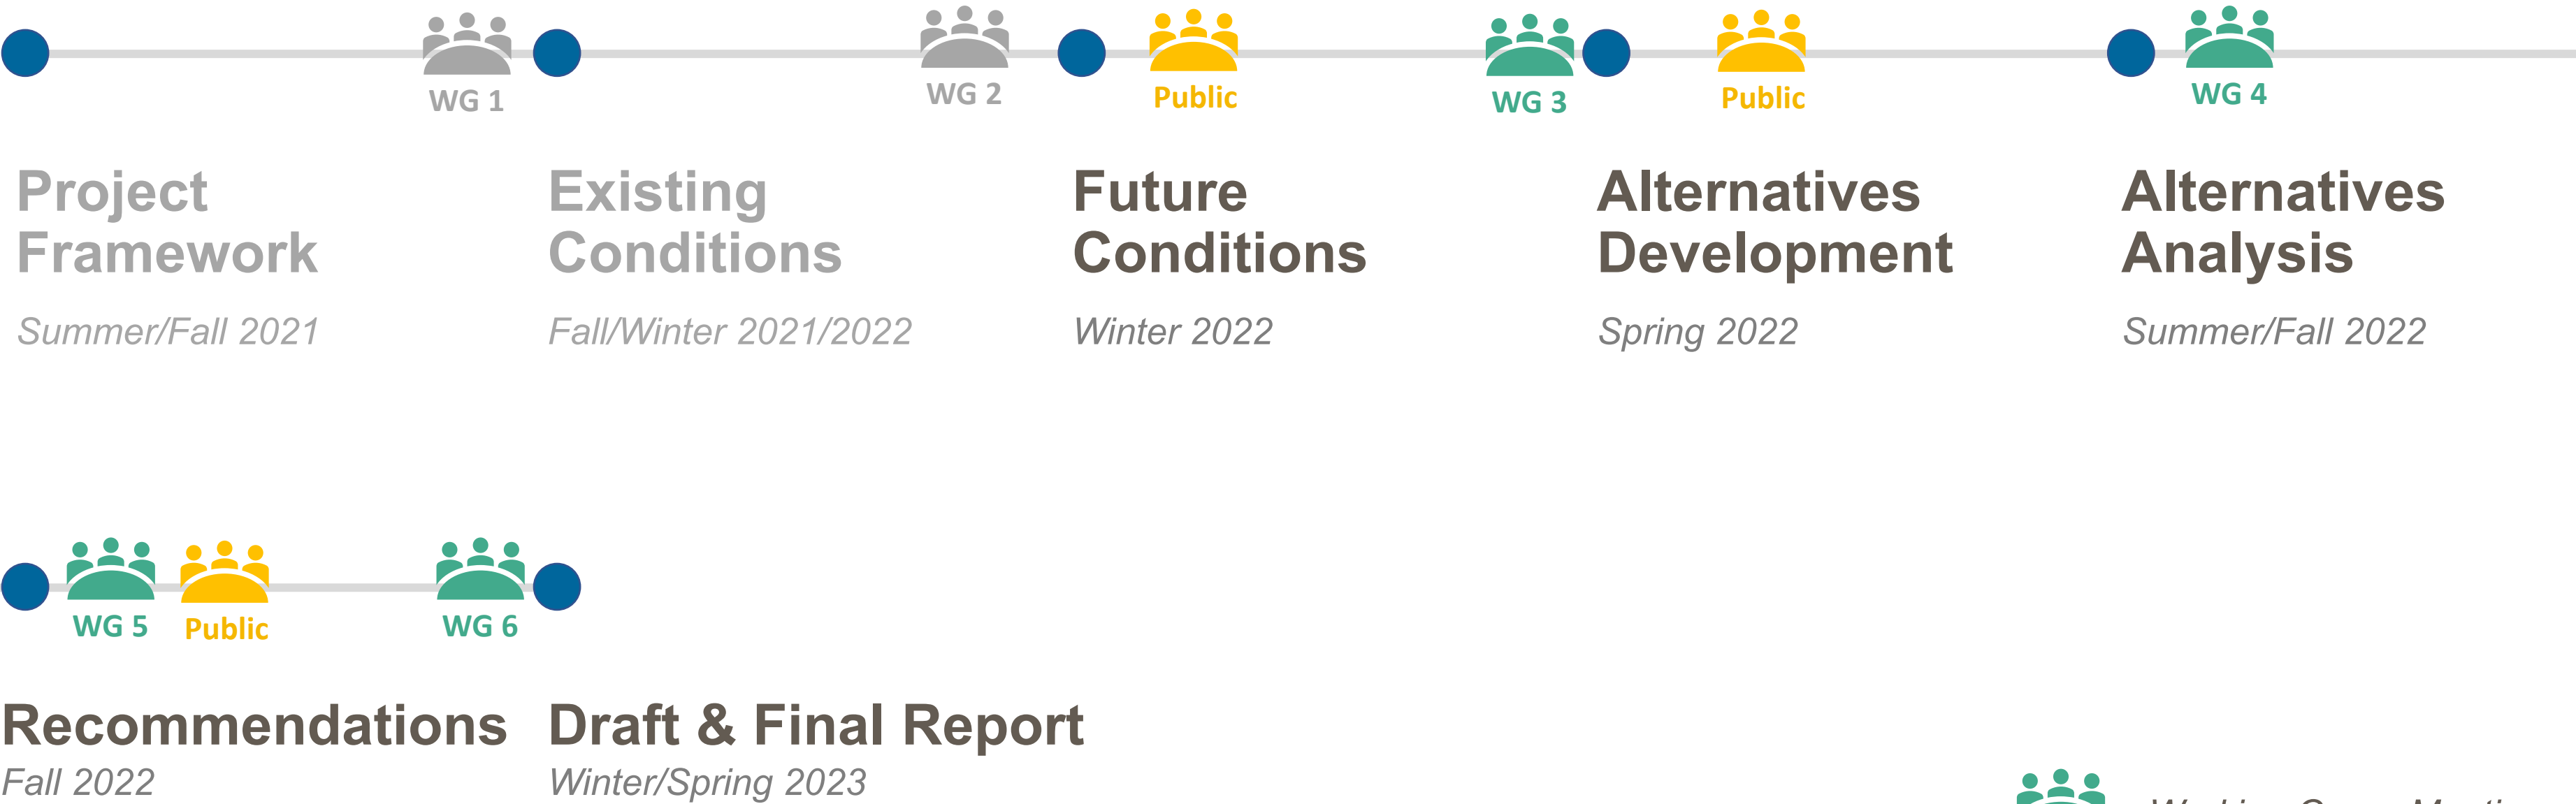 WG 1
WG 2
Public
WG 3
Public
WG 4
Project
Framework
Summer/Fall 2021
Existing
Conditions
Fall/Winter 2021/2022
Future
Conditions
Winter 2022
Alternatives
Development
Spring 2022
Alternatives
Analysis
Summer/Fall 2022
WG 5
Public
WG 6
Recommendations
Fall 2022
Draft & Final Report
Winter/Spring 2023